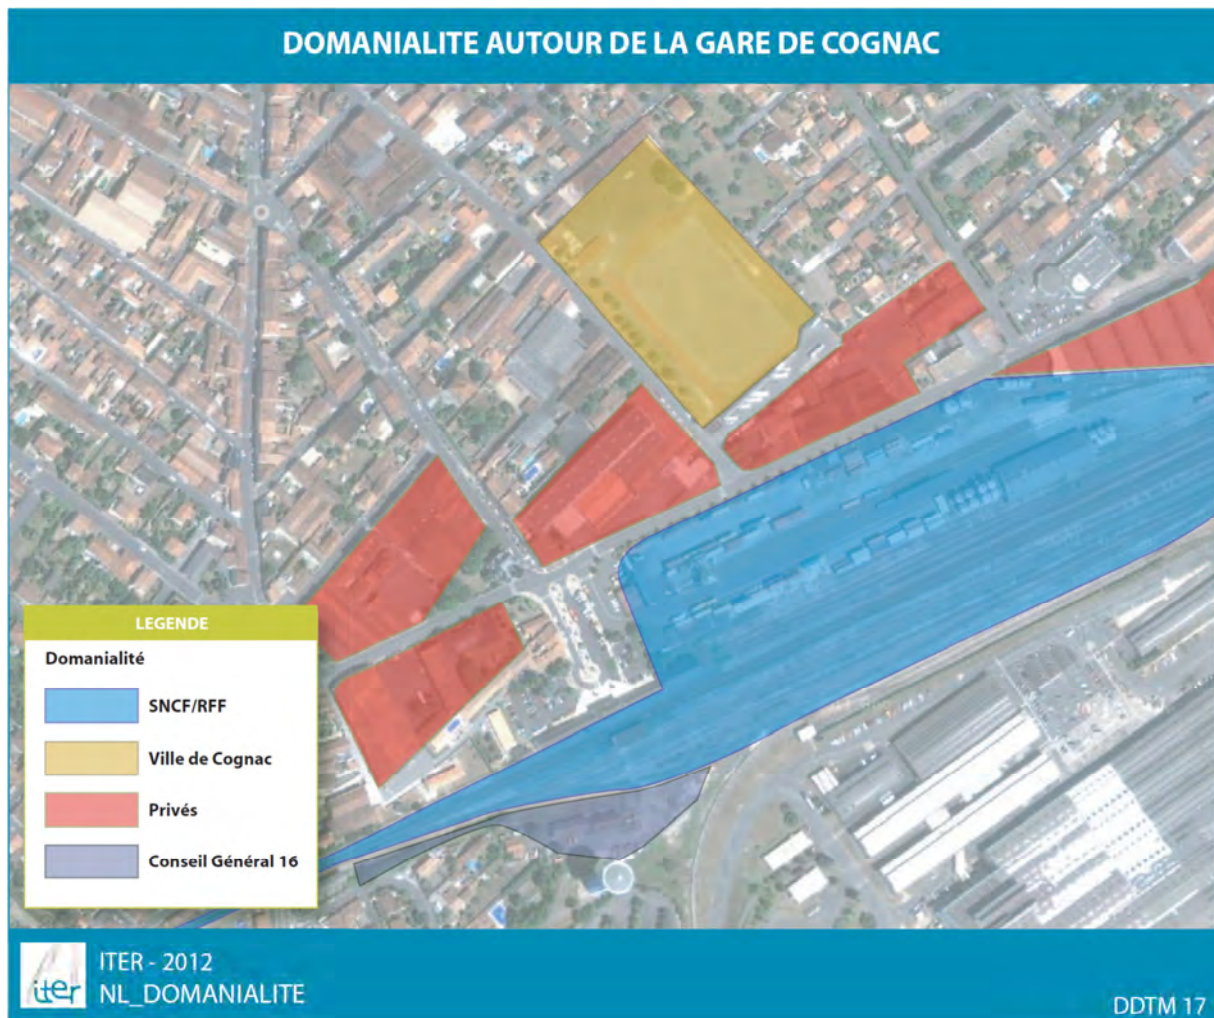 DOMANIALITE AUTOUR DE LA GARE DE COGNAC
LEGENDE
Domanialité
SNCF/RFF
Ville de Cognac
Privés
Conseil Général 16
iter
ITER - 2012
NL_DOMANIALITE
DDTM 17